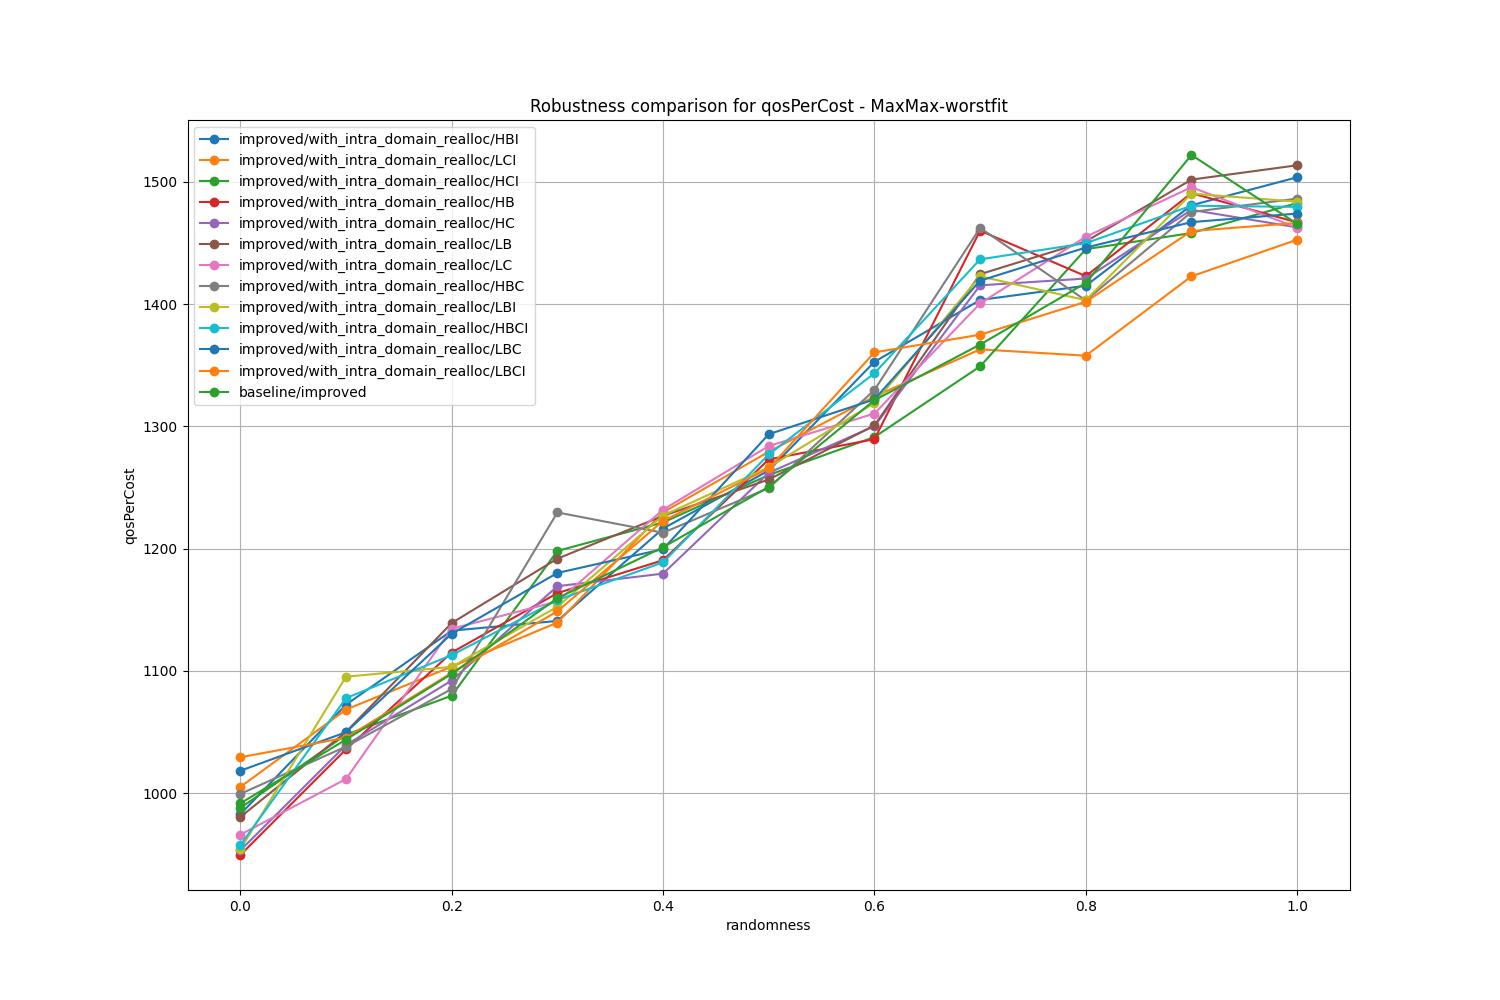 Robustness comparison for qosPerCost - MaxMax-worstfit
improved/with_intra_domain_realloc/HBI
improved/with_intra_domain_realloc/LCI
improved/with_intra_domain_realloc/HCI
improved/with_intra_domain_realloc/HB
improved/with_intra_domain_realloc/HC
improved/with_intra_domain_realloc/LB
improved/with_intra_domain_realloc/LC
improved/with_intra_domain_realloc/HBC
improved/with_intra_domain_realloc/LBI
improved/with_intra_domain_realloc/HBCI
improved/with_intra_domain_realloc/LBC
improved/with_intra_domain_realloc/LBCI
baseline/improved
1500
1400
1300
1200
1100
1000
qosPerCost
0.0
0.2
0.4
0.6
0.8
1.0
randomness